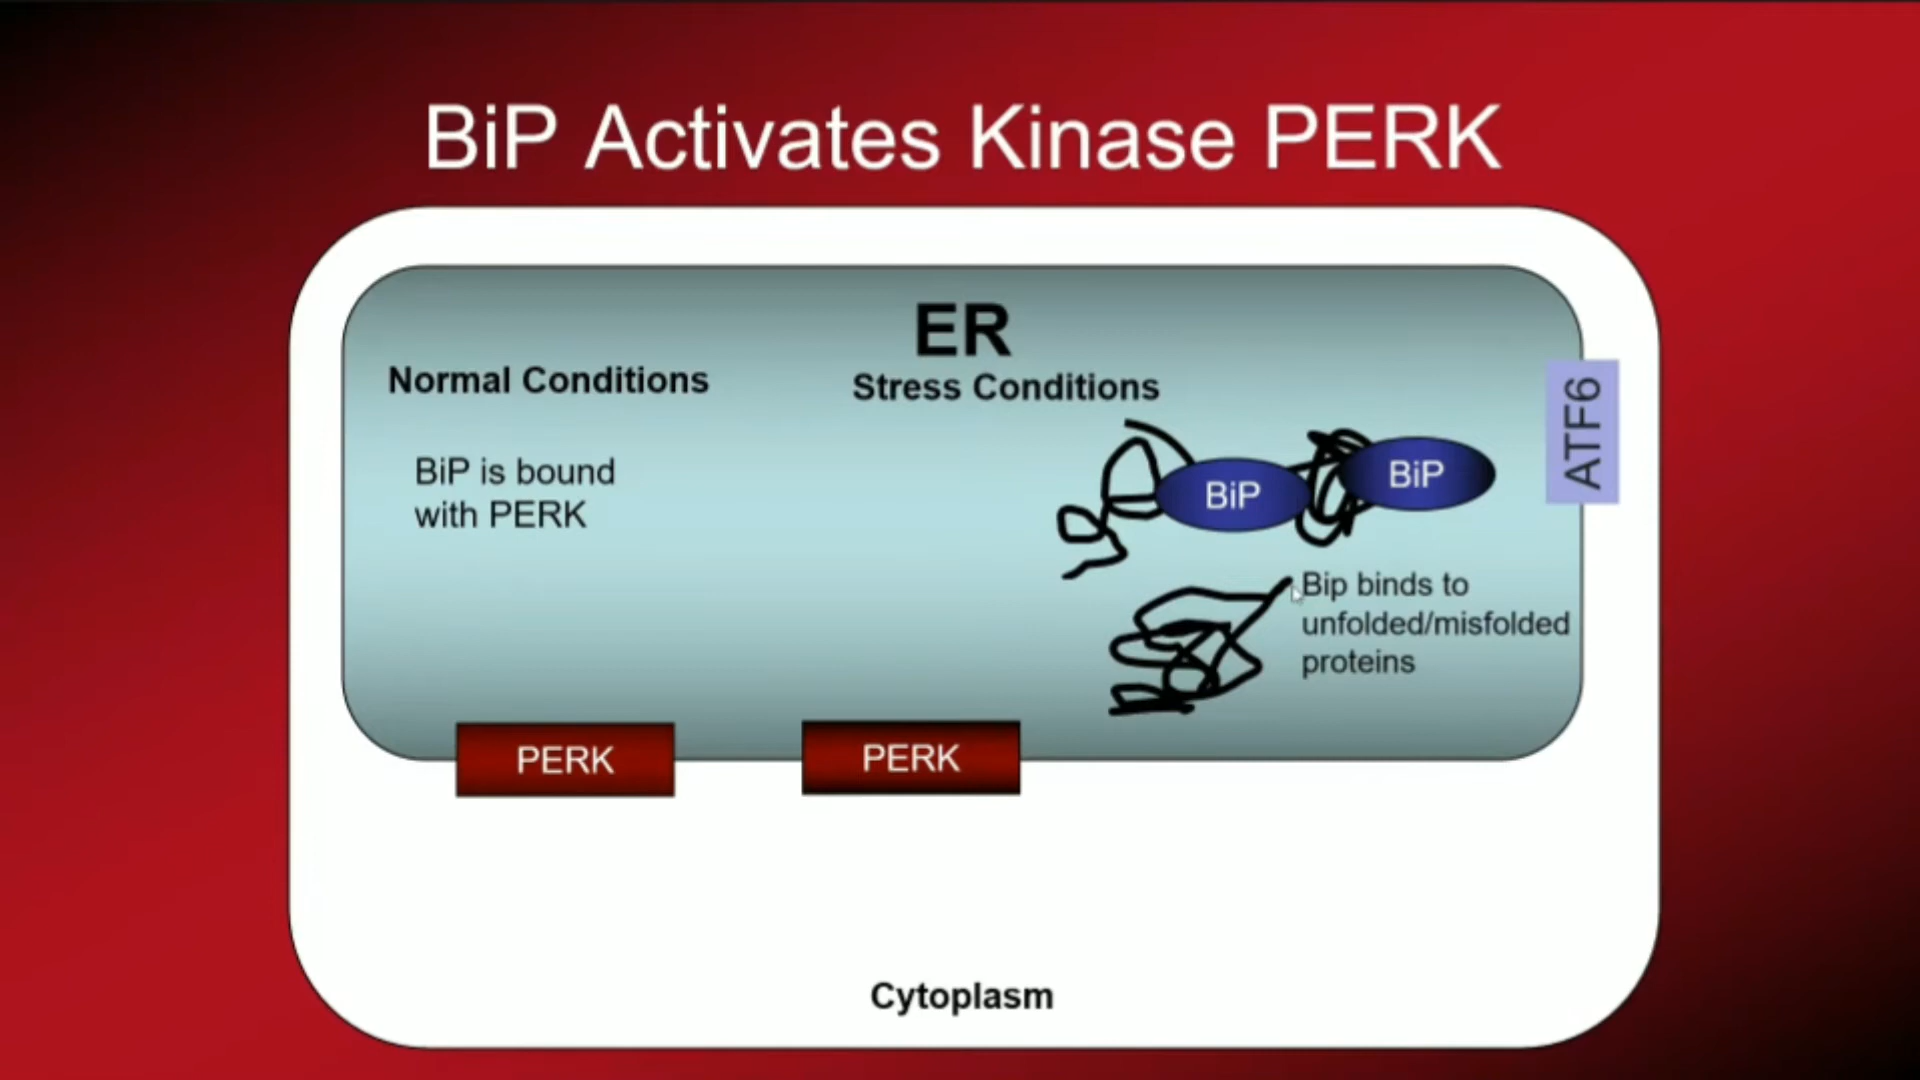 BiP Activates Kinase PERK
ER
Normal Conditions
Stress Conditions
BiP is bound
with PERK
BiP
BiP
ATF6
Bip binds to
unfolded/misfolded
proteins
PERK
PERK
Cytoplasm